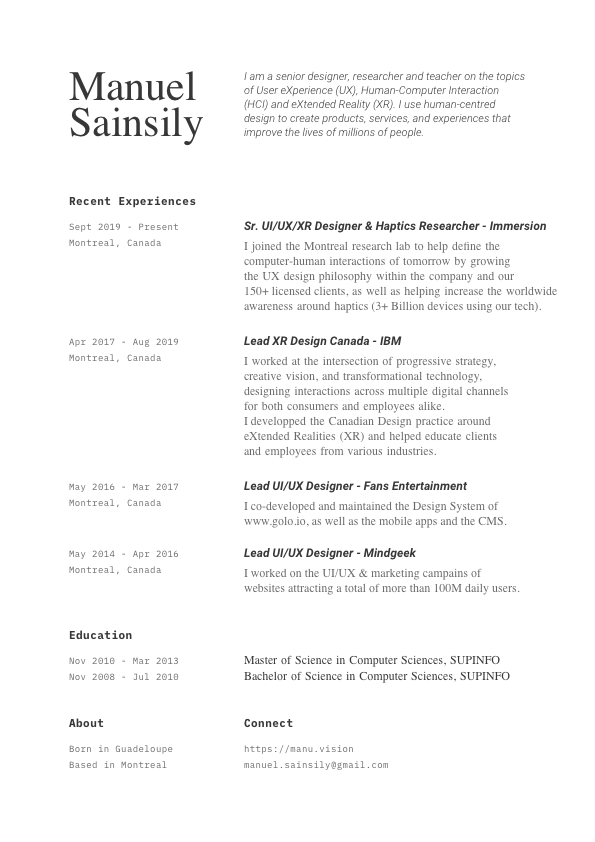 Manuel
Sainsily
I am a senior designer, researcher and teacher on the topics
of User eXperience (UX), Human-Computer Interaction
(HCI) and eXtended Reality (XR). I use human-centred
design to create products, services, and experiences that
improve the lives of millions of people.
Recent Experiences
Sept 2019 - Present
Montreal, Canada
Sr. UI/UX/XR Designer & Haptics Researcher - Immersion
I joined the Montreal research lab to help define the
computer-human interactions of tomorrow by growing
the UX design philosophy within the company and our
150+ licensed clients, as well as helping increase the worldwide
awareness around haptics (3+ Billion devices using our tech).
Apr 2017 - Aug 2019
Montreal, Canada
Lead XR Design Canada - IBM
I worked at the intersection of progressive strategy,
creative vision, and transformational technology,
designing interactions across multiple digital channels
for both consumers and employees alike.
I developped the Canadian Design practice around
eXtended Realities (XR) and helped educate clients
and employees from various industries.
May 2016 - Mar 2017
Montreal, Canada
Lead UI/UX Designer - Fans Entertainment
I co-developed and maintained the Design System of
www.golo.io, as well as the mobile apps and the CMS.
May 2014 - Apr 2016
Montreal, Canada
Lead UI/UX Designer - Mindgeek
I worked on the UI/UX & marketing campains of
websites attracting a total of more than 100M daily users.
Education
Nov 2010 - Mar 2013
Master of Science in Computer Sciences, SUPINFO
Nov 2008 - Jul 2010
Bachelor of Science in Computer Sciences, SUPINFO
About
Born in Guadeloupe
Based in Montreal
Connect
https://manu.vision
manuel.sainsily@gmail.com